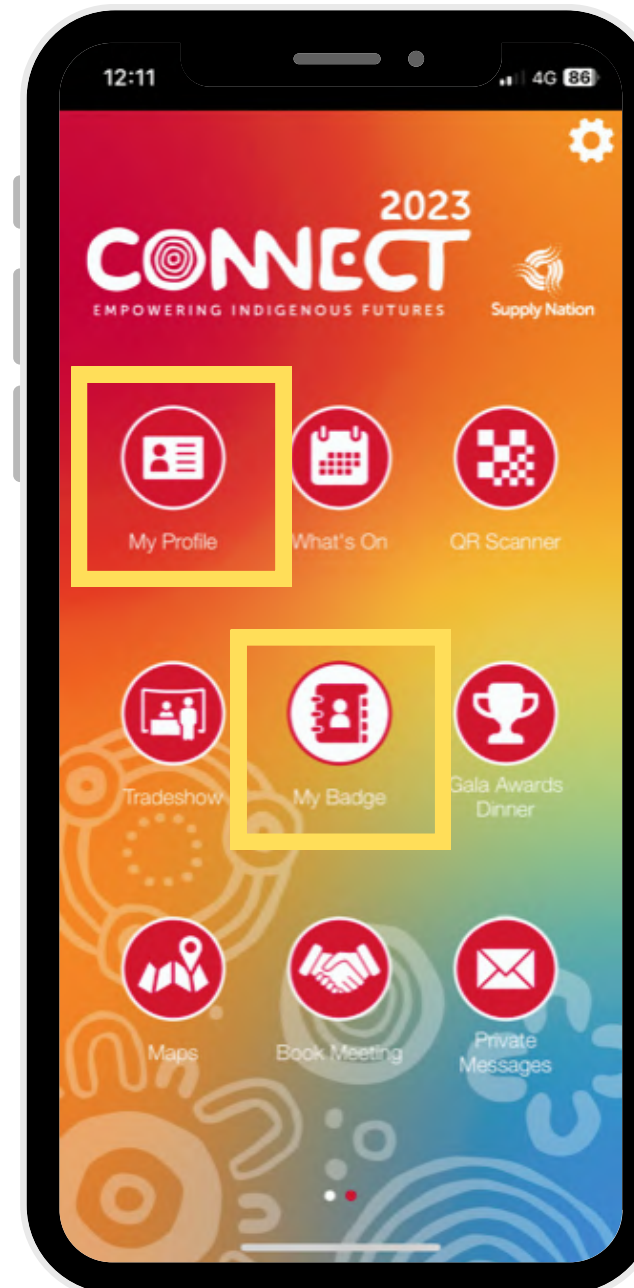 12:11
4G 86
2023
CONNECT
EMPOWERING INDIGENOUS FUTURES
Supply Nation
My Profile
What's On
QR Scanner
Tradeshow
My Badge
Gala Awards
Dinner
Maps
Book Meeting
Private
Messages